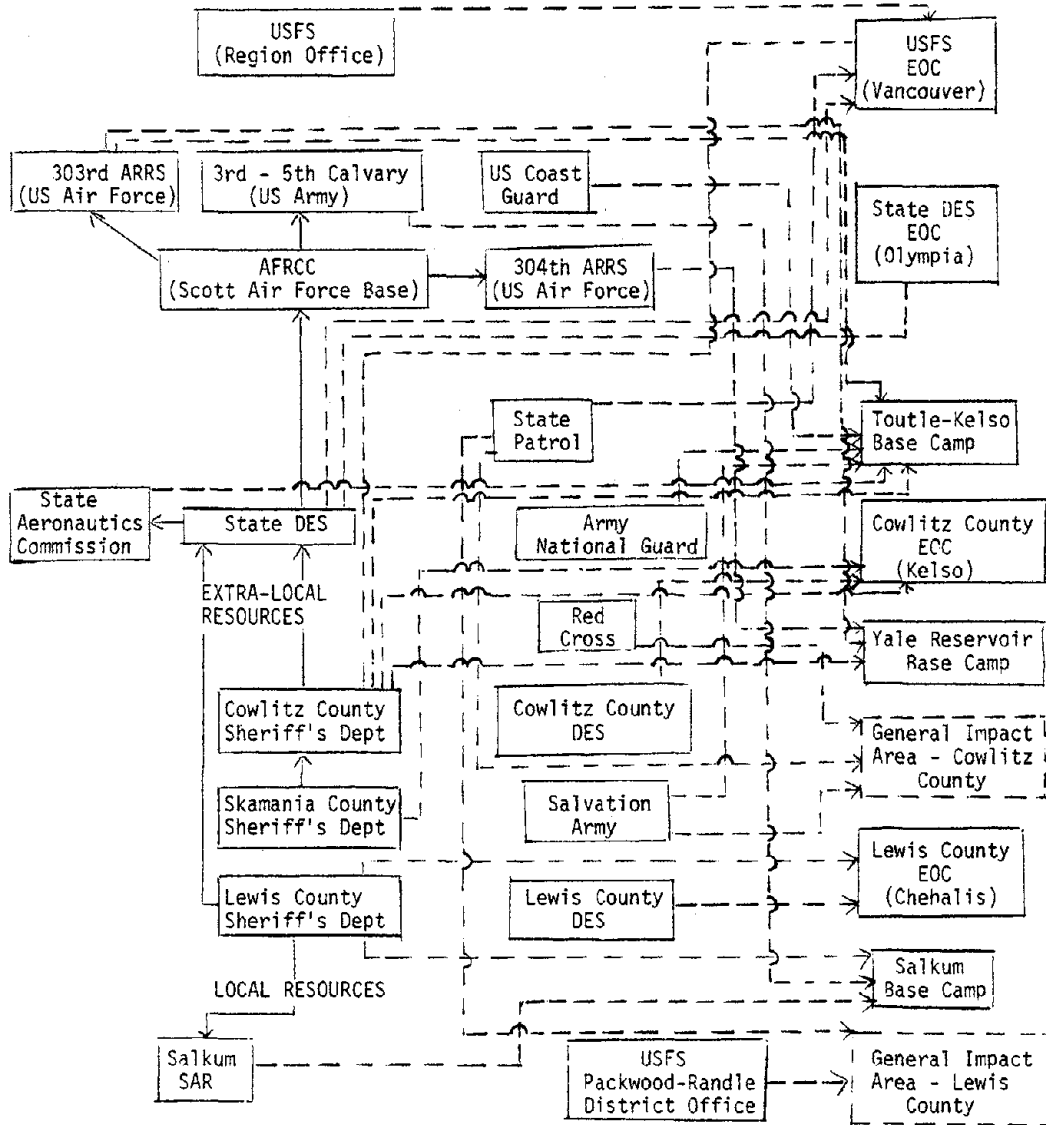 USFS
(Region Office)
USFS
EOC
(Vancouver)
303rd ARRS
(US Air Force)
3rd - 5th Calvary
(US Army)
US Coast
Guard
State DES
EOC
(Olympia)
AFRCC
(Scott Air Force Base)
304th ARRS
(US Air Force)
State
Patrol
Toutle-Kelso
Base Camp
State
Aeronautics
Commission
State DES
Army
National Guard
Cowlitz County
EOC
(Kelso)
EXTRA-LOCAL
RESOURCES
Red
Cross
Yale Reservoir
Base Camp
Cowlitz County
Sheriff's Dept
Cowlitz County
DES
General Impact
Area - Cowlitz
County
Skamania County
Sheriff's Dept
Salvation
Army
Lewis County
EOC
(Chehalis)
Lewis County
Sheriff's Dept
Lewis County
DES
Salkum
Base Camp
LOCAL RESOURCES
Salkum
SAR
USFS
Packwood-Randle
District Office
General Impact
Area - Lewis
County